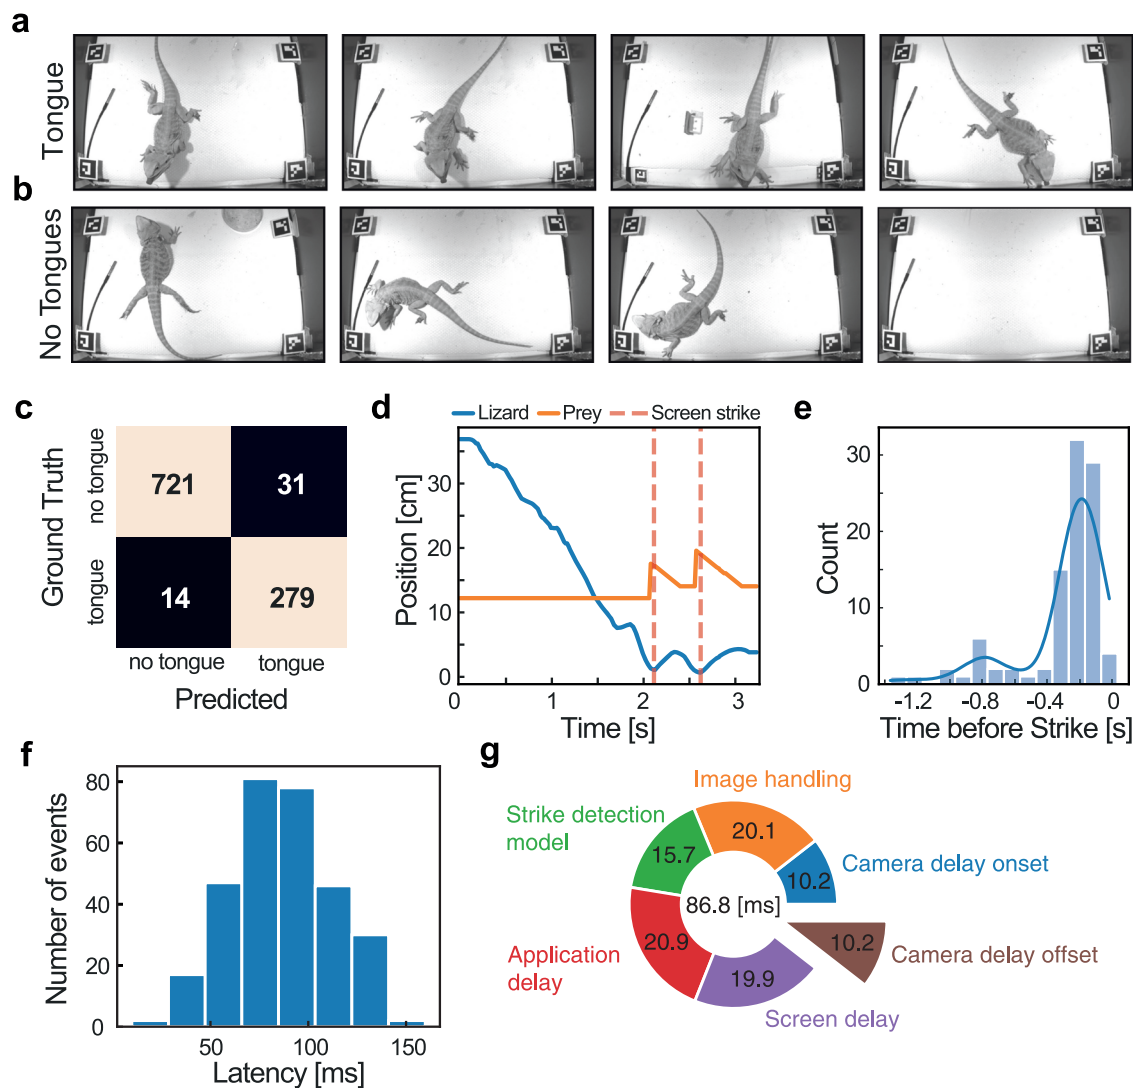 a
Tongue
b
No Tongues
c
Ground Truth
no tongue
tongue
721
31
14
279
no tongue
tongue
Predicted
d
Lizard
Prey
Screen strike
Position [cm]
30
20
10
0
0
1
2
3
Time [s]
e
Count
30
20
10
0
-1.2
-0.8
-0.4
0
Time before Strike [s]
f
Number of events
80
60
40
20
0
50
100
150
Latency [ms]
g
Image handling
Strike detection
model
20.1
15.7
Camera delay onset
10.2
86.8 [ms]
Application
delay
20.9
10.2
Camera delay offset
19.9
Screen delay